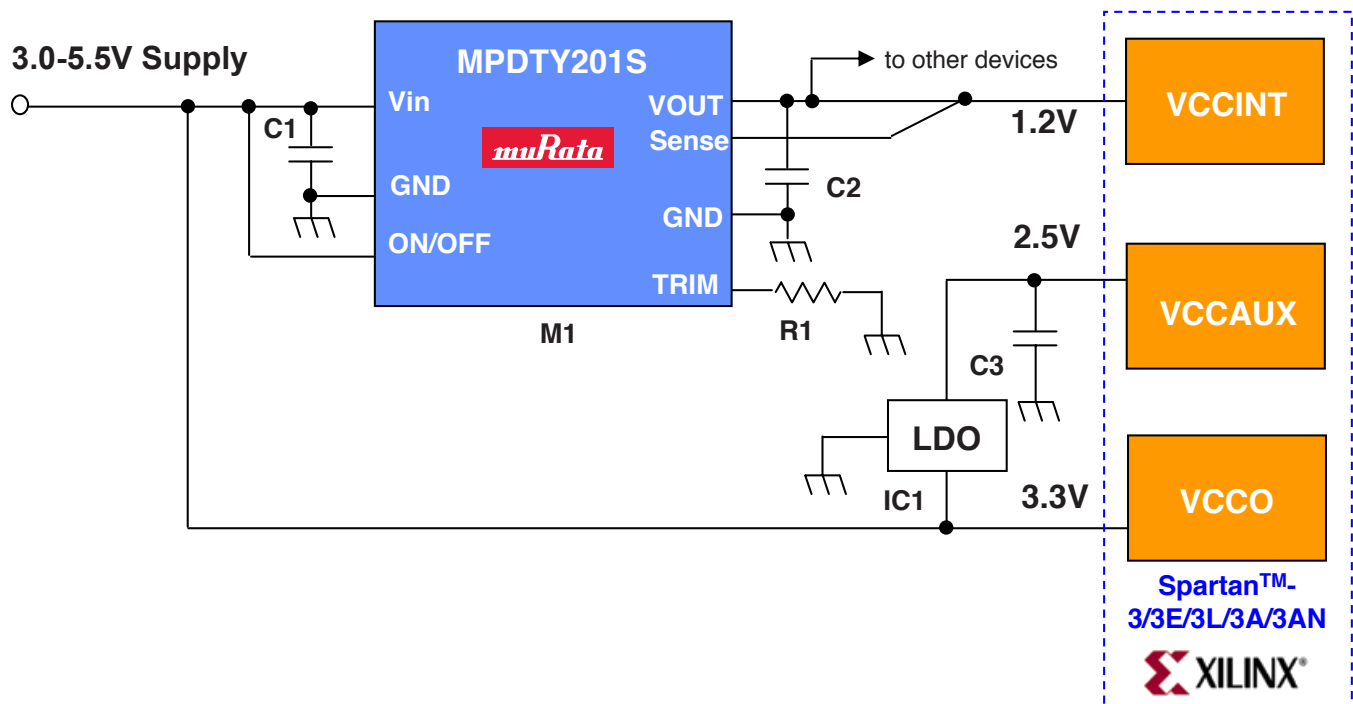 3.0-5.5V Supply
MPDTY201S
muRata
Vin
GND
ON/OFF
VOUT
Sense
GND
TRIM
M1
C1
C2
R1
to other devices
1.2V
VCCINT
2.5V
VCCAUX
C3
LDO
IC1
3.3V
VCCO
Spartan™-
3/3E/3L/3A/3AN
XILINX®